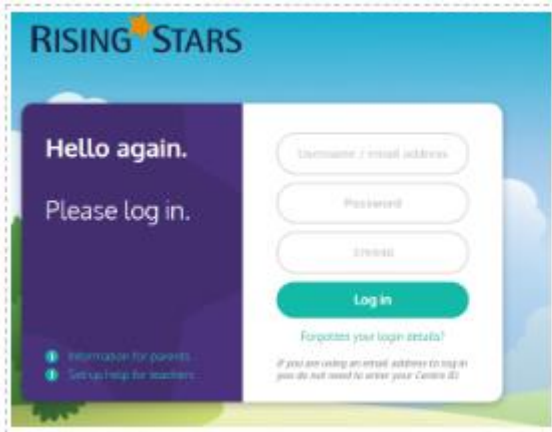 RISING STARS
Hello again.
Please log in.
Information for parents
Set up help for teachers
Username / email address
Password
Log in
Forgotten your login details?
If you are using an email address to log in
you do not need to enter your Centre ID.